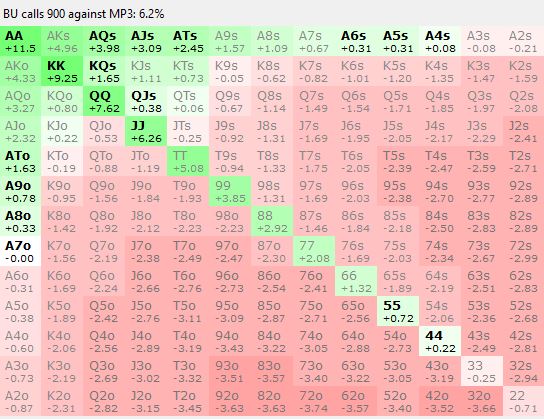 BU calls 900 against MP3: 6.2%
AA AKs AQs AJs ATs A9s A8s A7s A6s A5s A4s A3s A2s
+11.5 +4.96 +3.98 +3.09 +2.45 +1.57 +1.09 +0.67 +0.31 +0.31 +0.08 -0.08 -0.21
AKo KK KQs KJs KTs K9s K8s K7s K6s K5s K4s K3s K2s
+4.33 +9.25 +1.65 +1.11 +0.73 -0.05 -0.62 -0.82 -1.01 -1.20 -1.35 -1.47 -1.59
AQo KQo QQ QJs QTs Q9s Q8s Q7s Q6s Q5s Q4s Q3s Q2s
+3.27 +0.80 +7.62 +0.38 +0.06 -0.67 -1.14 -1.49 -1.54 -1.71 -1.85 -1.97 -2.08
AJo KJo QJo JJ JTs J9s J8s J7s J6s J5s J4s J3s J2s
+2.32 +0.22 -0.53 +6.26 -0.25 -0.92 -1.31 -1.69 -1.95 -2.05 -2.17 -2.29 -2.41
ATo KTo QTo JTo TT T9s T8s T7s T6s T5s T4s T3s T2s
+1.63 -0.19 -0.88 -1.19 +5.08 -0.94 -1.33 -1.75 -2.05 -2.39 -2.47 -2.59 -2.71
A9o K9o Q9o J9o T9o 99 98s 97s 96s 95s 94s 93s 92s
+0.78 -0.95 -1.56 -1.84 -1.93 +3.85 -1.31 -1.69 -2.03 -2.38 -2.70 -2.77 -2.89
A8o K8o Q8o J8o T8o 98o 88 87s 86s 85s 84s 83s 82s
+0.33 -1.42 -1.92 -2.12 -2.23 -2.23 +2.92 -1.46 -1.84 -2.18 -2.50 -2.83 -2.89
A7o K7o Q7o J7o T7o 97o 87o 77 76s 75s 74s 73s 72s
-0.00 -1.56 -2.19 -2.38 -2.49 -2.47 -2.30 +2.08 -1.69 -2.03 -2.34 -2.67 -2.99
A6o K6o Q6o J6o T6o 96o 86o 76o 66 65s 64s 63s 62s
-0.31 -1.69 -2.24 -2.66 -2.76 -2.73 -2.54 -2.41 +1.32 -1.89 -2.19 -2.51 -2.83
A5o K5o Q5o J5o T5o 95o 85o 75o 65o 55 54s 53s 52s
-0.38 -1.89 -2.42 -2.76 -3.11 -3.09 -2.87 -2.71 -2.56 +0.72 -2.06 -2.36 -2.68
A4o K4o Q4o J4o T4o 94o 84o 74o 64o 54o 44 43s 42s
-0.60 -2.06 -2.56 -2.89 -3.19 -3.43 -3.22 -3.05 -2.88 -2.73 +0.22 -2.49 -2.81
A3o K3o Q3o J3o T3o 93o 83o 73o 63o 53o 43o 33 32s
-0.73 -2.19 -2.69 -3.02 -3.32 -3.51 -3.57 -3.40 -3.22 -3.05 -3.19 -0.25 -2.94
A2o K2o Q2o J2o T2o 92o 82o 72o 62o 52o 42o 32o 22
-0.87 -2.31 -2.82 -3.15 -3.45 -3.63 -3.63 -3.74 -3.57 -3.40 -3.52 -3.66 -0.71